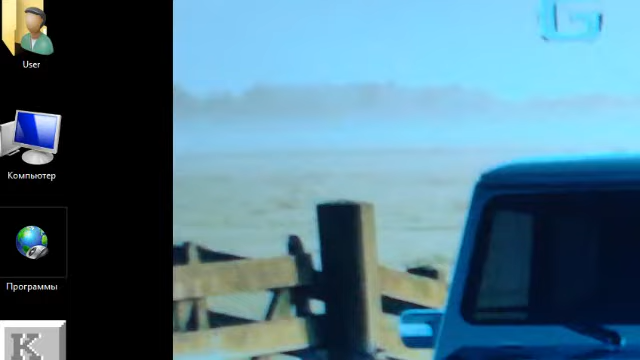 G
User
Компьютер
Программы
K